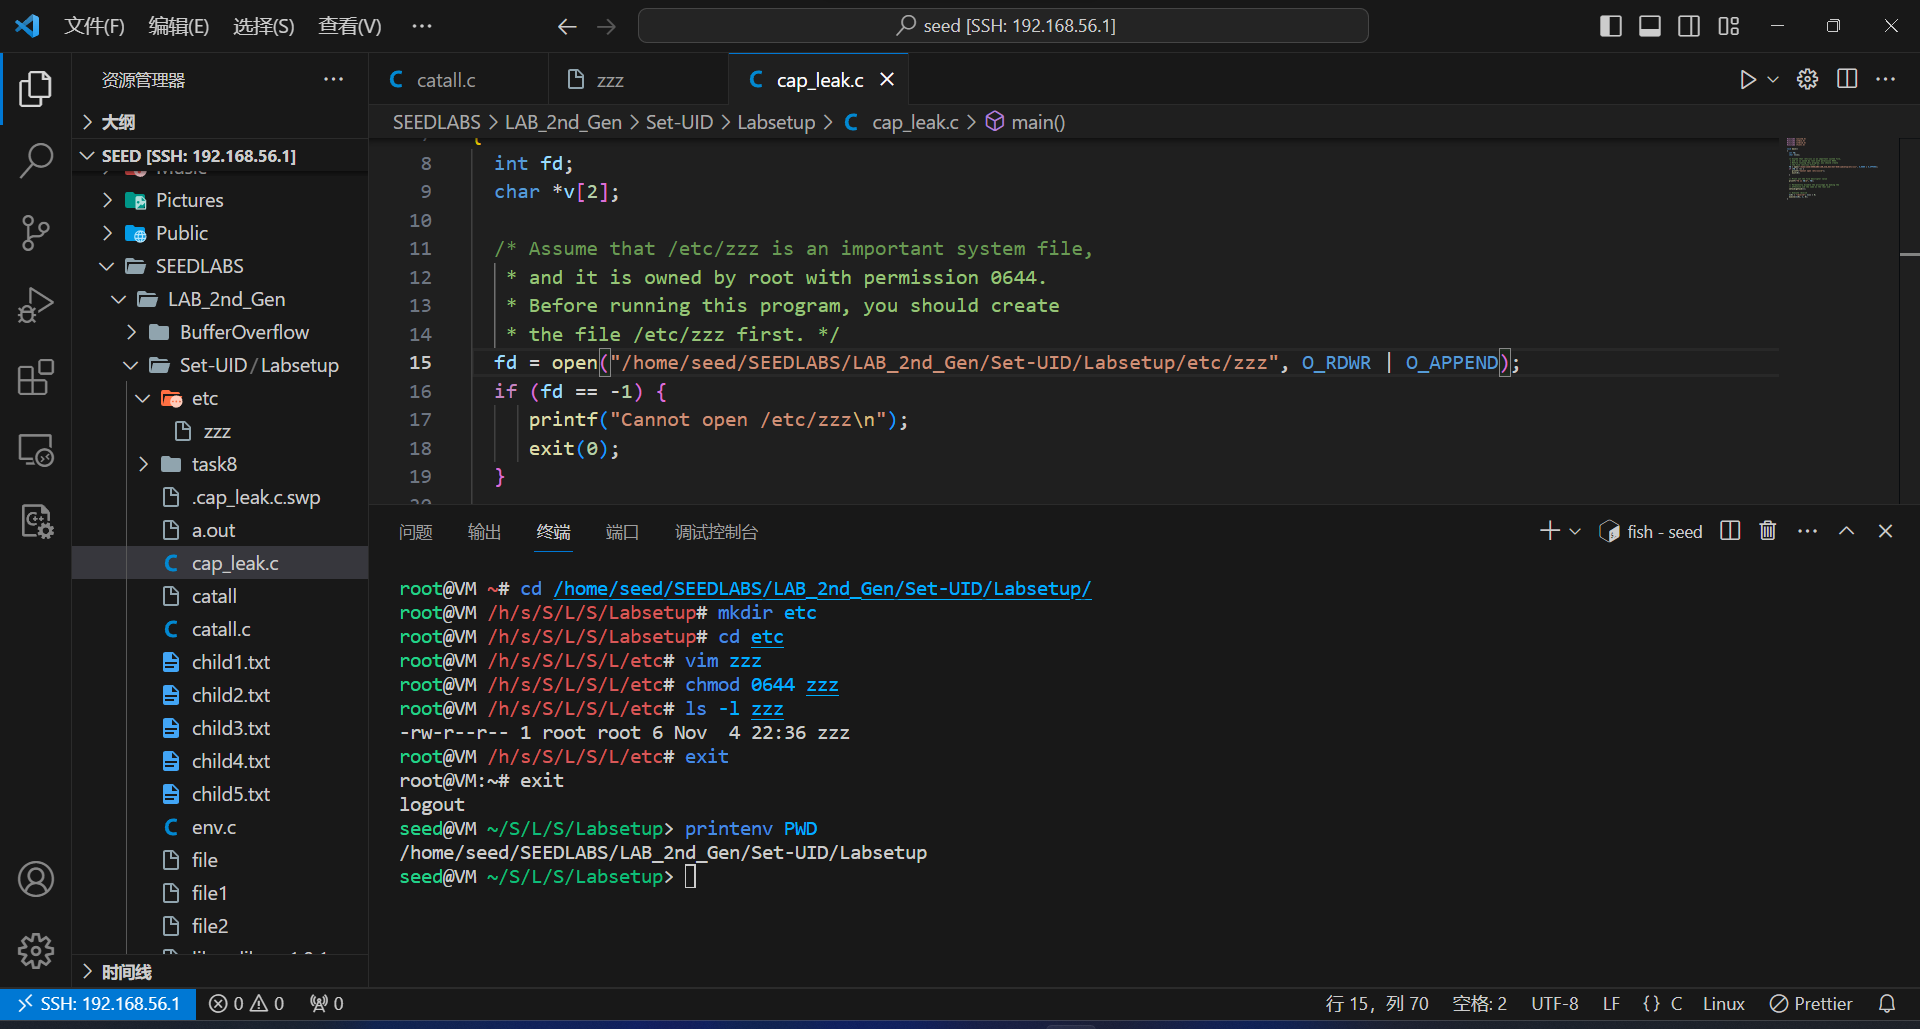 文件(F) 编辑(E) 选择(S) 查看(V) ··· seed [SSH: 192.168.56.1]
资源管理器 ···
大纲
SEED [SSH: 192.168.56.1]
Music
Pictures
Public
SEEDLABS
LAB_2nd_Gen
BufferOverflow
Set-UID / Labsetup
etc
zzz
task8
.cap_leak.c.swp
a.out
cap_leak.c
catall
catall.c
child1.txt
child2.txt
child3.txt
child4.txt
child5.txt
env.c
file
file1
file2
时间线
catall.c zzz cap_leak.c
SEEDLABS > LAB_2nd_Gen > Set-UID > Labsetup > C cap_leak.c > main()
{
8 int fd;
9 char *v[2];
10
11 /* Assume that /etc/zzz is an important system file,
12 * and it is owned by root with permission 0644.
13 * Before running this program, you should create
14 * the file /etc/zzz first. */
15 fd = open("/home/seed/SEEDLABS/LAB_2nd_Gen/Set-UID/Labsetup/etc/zzz", O_RDWR | O_APPEND);
16 if (fd == -1) {
17 printf("Cannot open /etc/zzz\n");
18 exit(0);
19 }
20
问题 输出 终端 端口 调试控制台 fish - seed
root@VM ~# cd /home/seed/SEEDLABS/LAB_2nd_Gen/Set-UID/Labsetup/
root@VM /h/s/S/L/S/Labsetup# mkdir etc
root@VM /h/s/S/L/S/Labsetup# cd etc
root@VM /h/s/S/L/S/L/etc# vim zzz
root@VM /h/s/S/L/S/L/etc# chmod 0644 zzz
root@VM /h/s/S/L/S/L/etc# ls -l zzz
-rw-r--r-- 1 root root 6 Nov  4 22:36 zzz
root@VM /h/s/S/L/S/L/etc# exit
root@VM:~# exit
logout
seed@VM ~/S/L/S/Labsetup> printenv PWD
/home/seed/SEEDLABS/LAB_2nd_Gen/Set-UID/Labsetup
seed@VM ~/S/L/S/Labsetup>
SSH: 192.168.56.1 0 0 0 行 15，列 70 空格: 2 UTF-8 LF {} C Linux Prettier